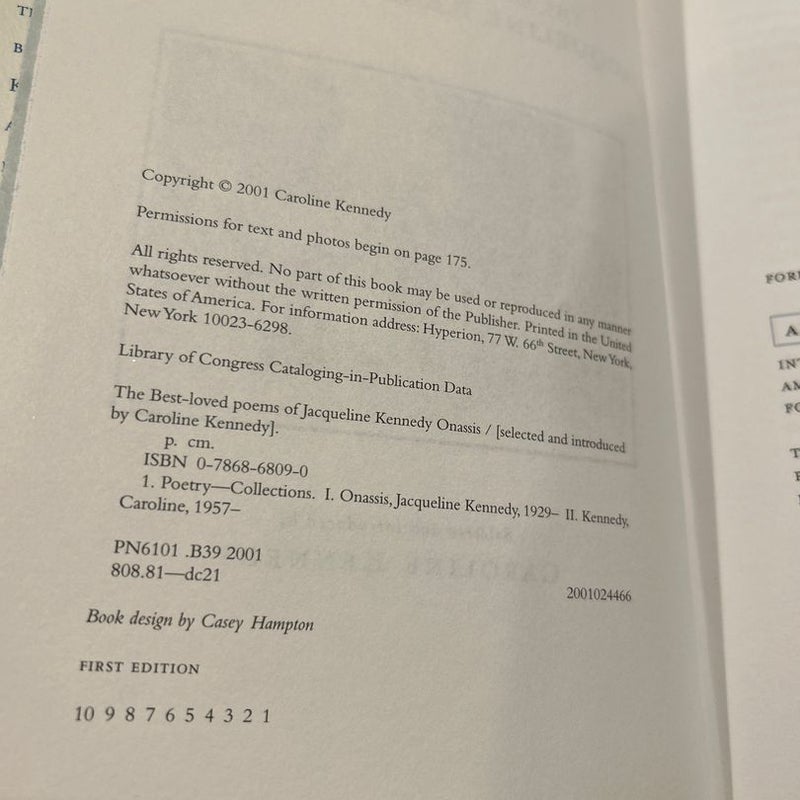 Copyright © 2001 Caroline Kennedy
Permissions for text and photos begin on page 175.
All rights reserved. No part of this book may be used or reproduced in any manner
whatsoever without the written permission of the Publisher. Printed in the United
States of America. For information address: Hyperion, 77 W. 66th Street, New York,
New York 10023-6298.
Library of Congress Cataloging-in-Publication Data
The Best-loved poems of Jacqueline Kennedy Onassis / [selected and introduced
by Caroline Kennedy].
p. cm.
ISBN 0-7868-6809-0
1. Poetry—Collections. I. Onassis, Jacqueline Kennedy, 1929– II. Kennedy,
Caroline, 1957–
PN6101 .B39 2001
808.81—dc21
2001024466
Book design by Casey Hampton
FIRST EDITION
10 9 8 7 6 5 4 3 2 1